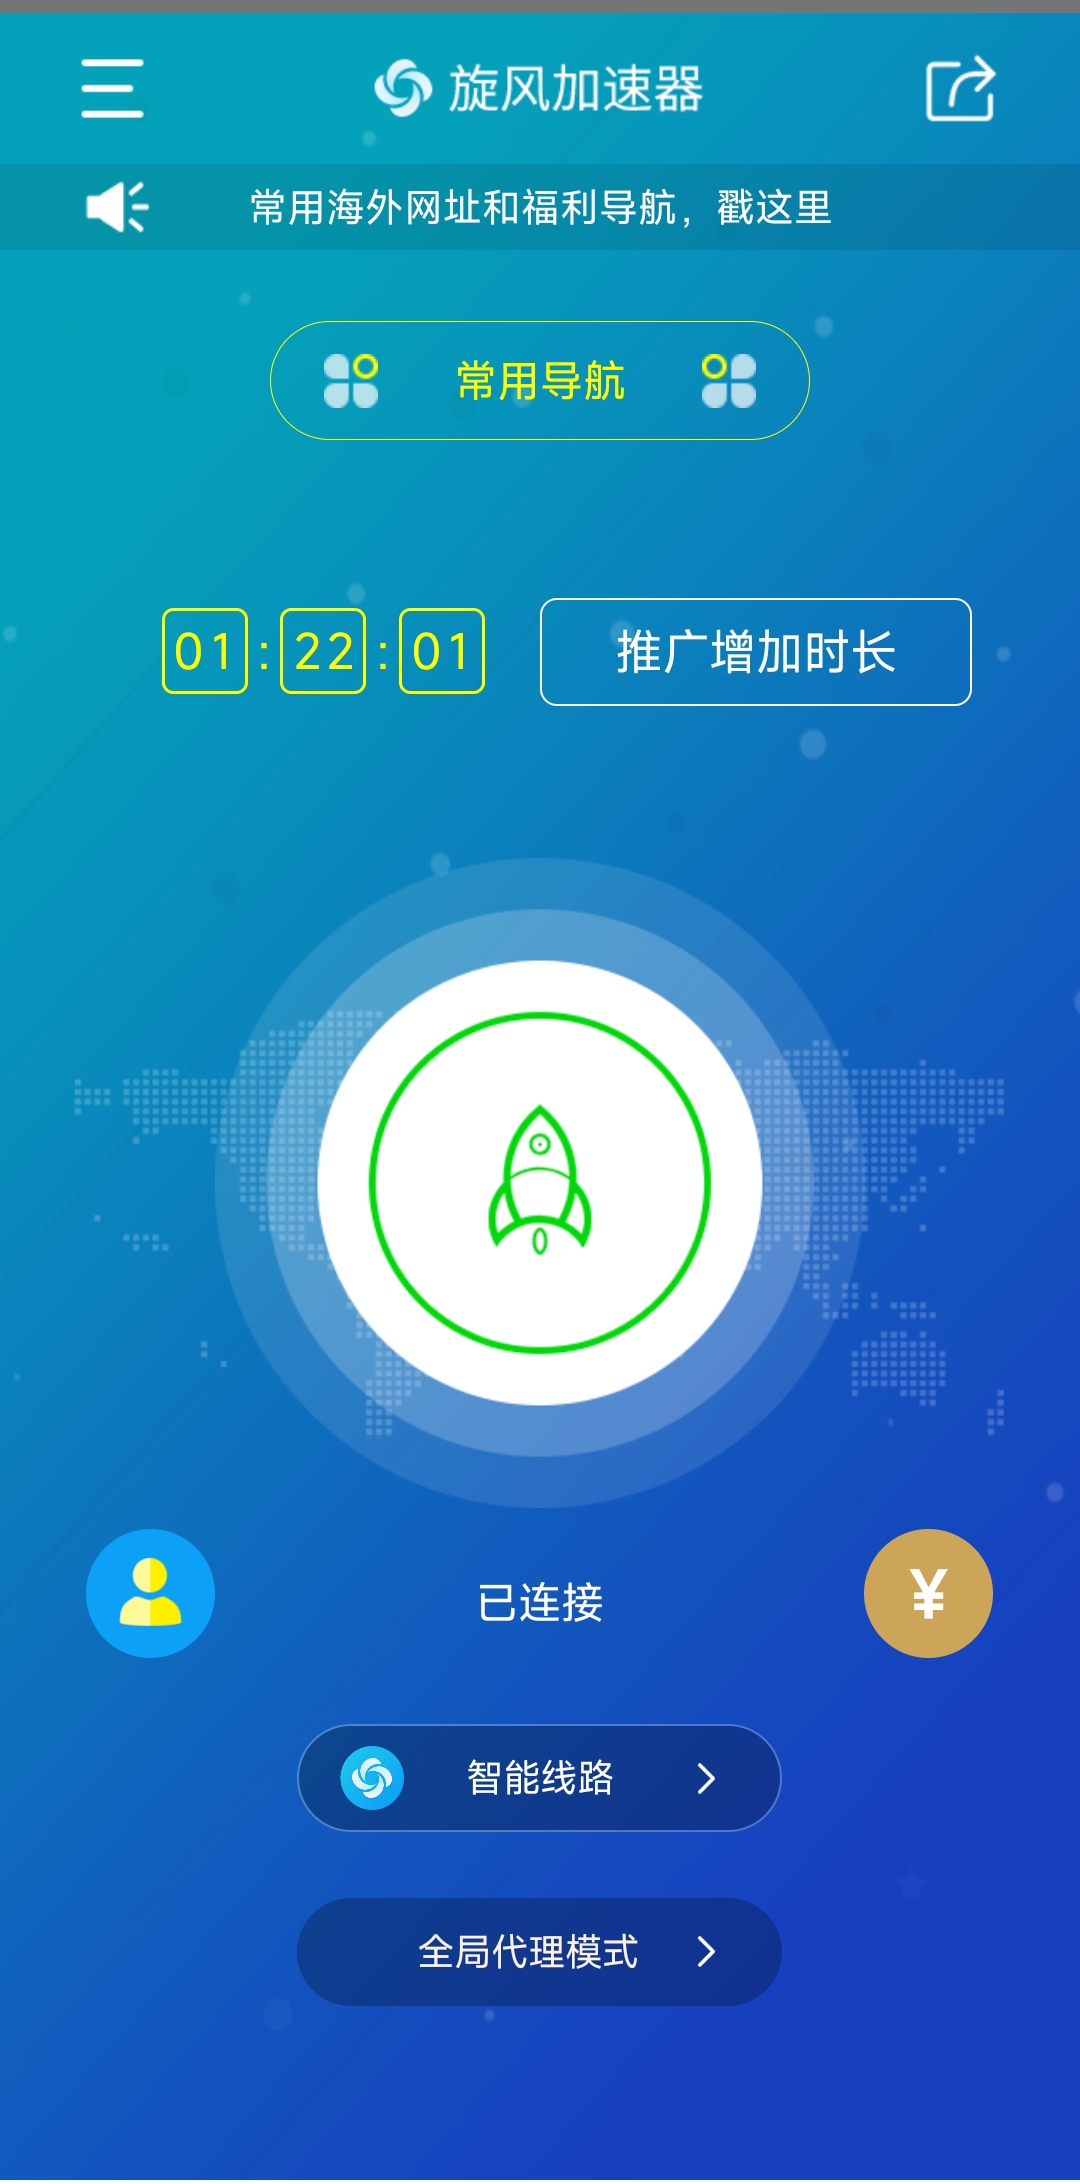 旋风加速器
常用海外网址和福利导航，戳这里
常用导航
01:22:01
推广增加时长
已连接
¥
智能线路
全局代理模式